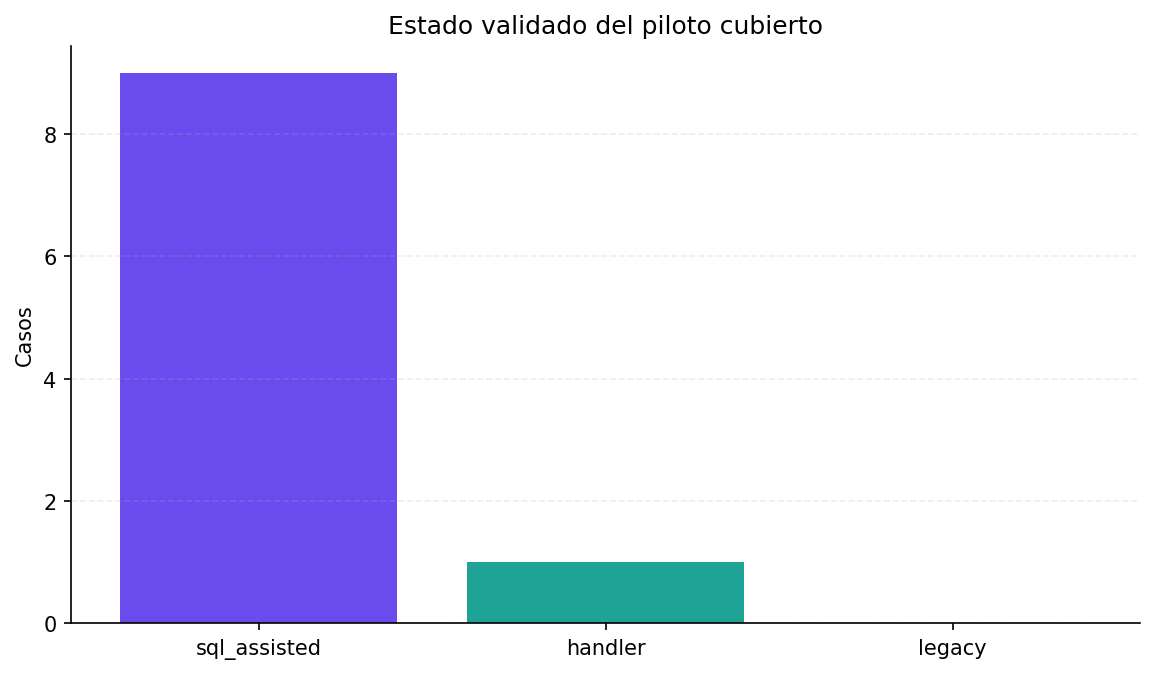 Estado validado del piloto cubierto
Casos
8
6
4
2
0
sql_assisted
handler
legacy